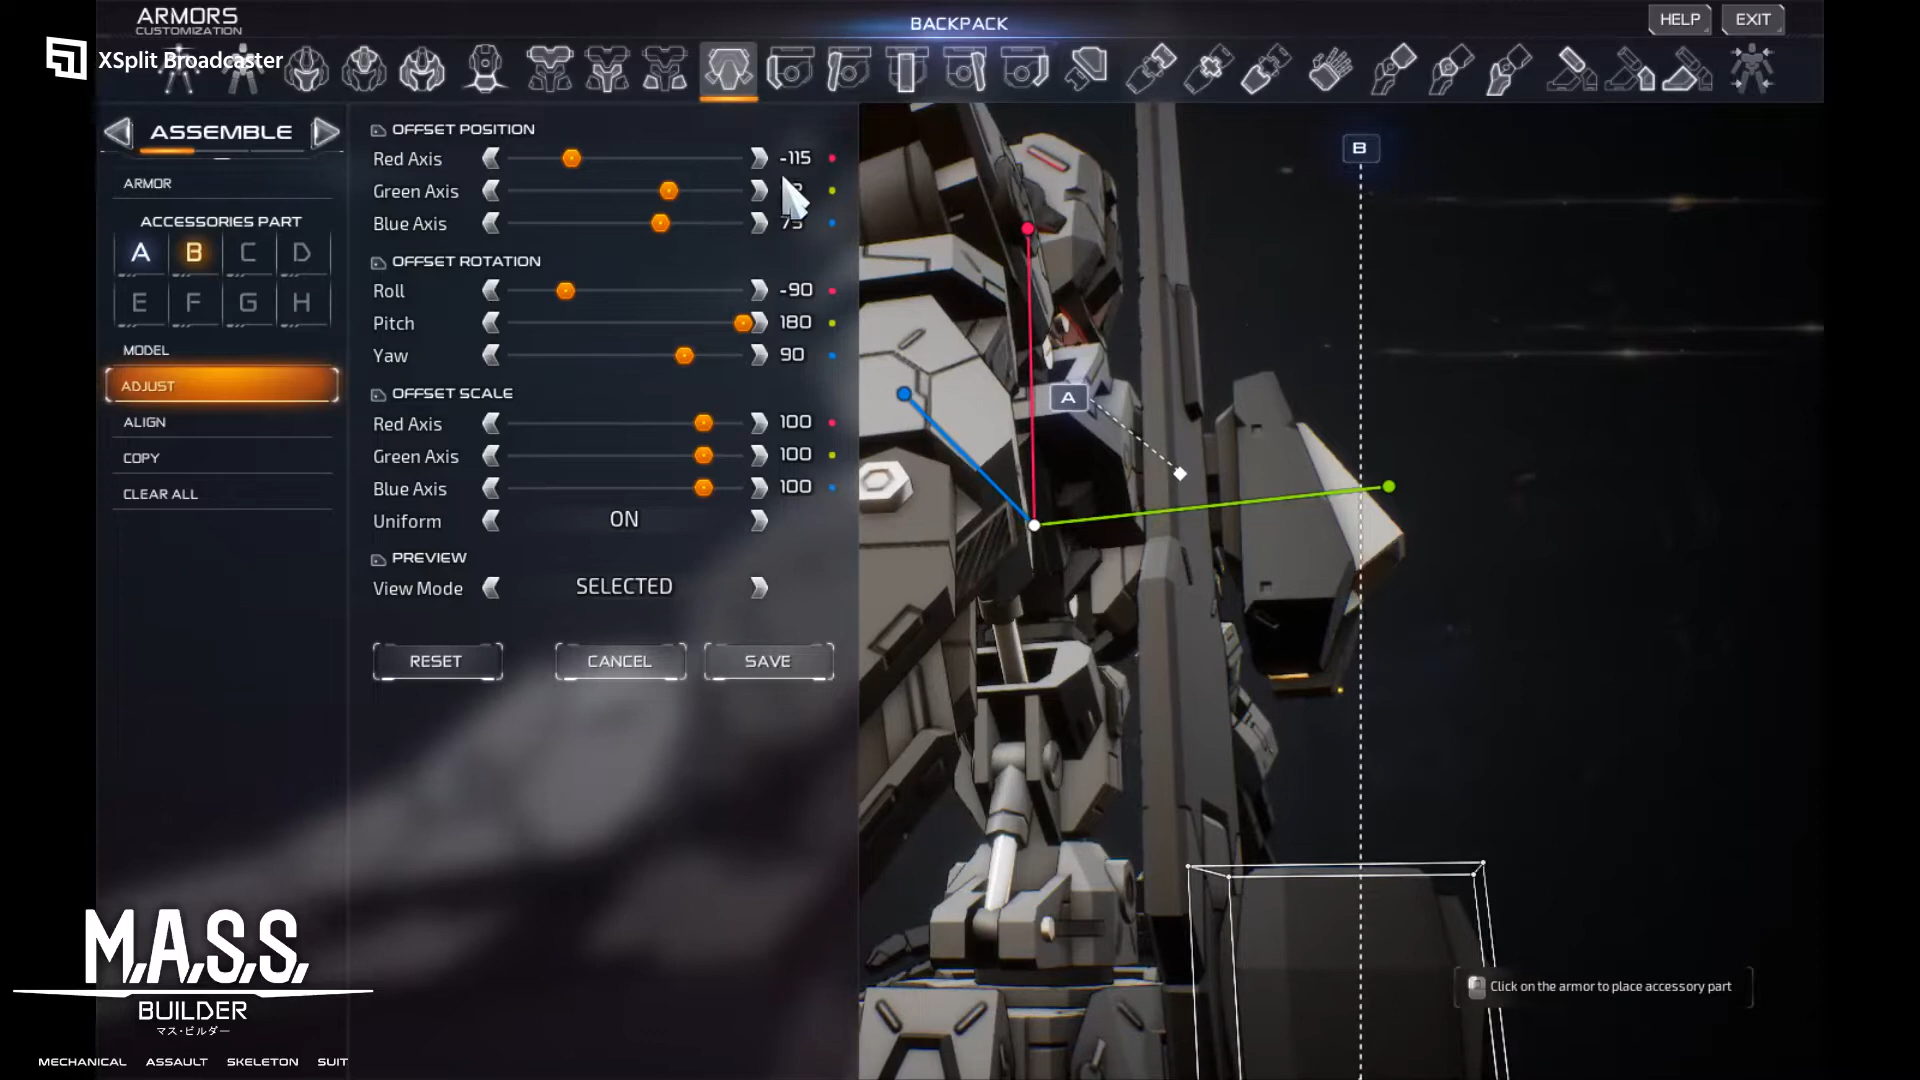 ARMORS
CUSTOMIZATION
BACKPACK
HELP
EXIT
XSplit Broadcaster
ASSEMBLE
ARMOR
ACCESSORIES PART
A B C D
E F G H
MODEL
ADJUST
ALIGN
COPY
CLEAR ALL
OFFSET POSITION
Red Axis -115
Green Axis
Blue Axis 75
OFFSET ROTATION
Roll -90
Pitch 180
Yaw 90
OFFSET SCALE
Red Axis 100
Green Axis 100
Blue Axis 100
Uniform ON
PREVIEW
View Mode SELECTED
RESET
CANCEL
SAVE
B
A
Click on the armor to place accessory part
M.A.S.S.
BUILDER
マス・ビルダー
MECHANICAL ASSAULT SKELETON SUIT